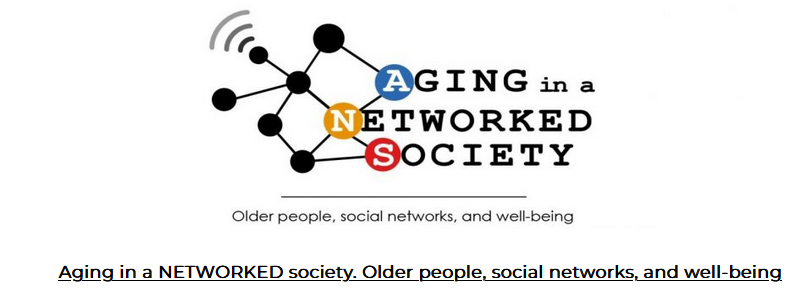 AGING in a
NETWORKED
SOCIETY
Older people, social networks, and well-being
Aging in a NETWORKED society. Older people, social networks, and well-being